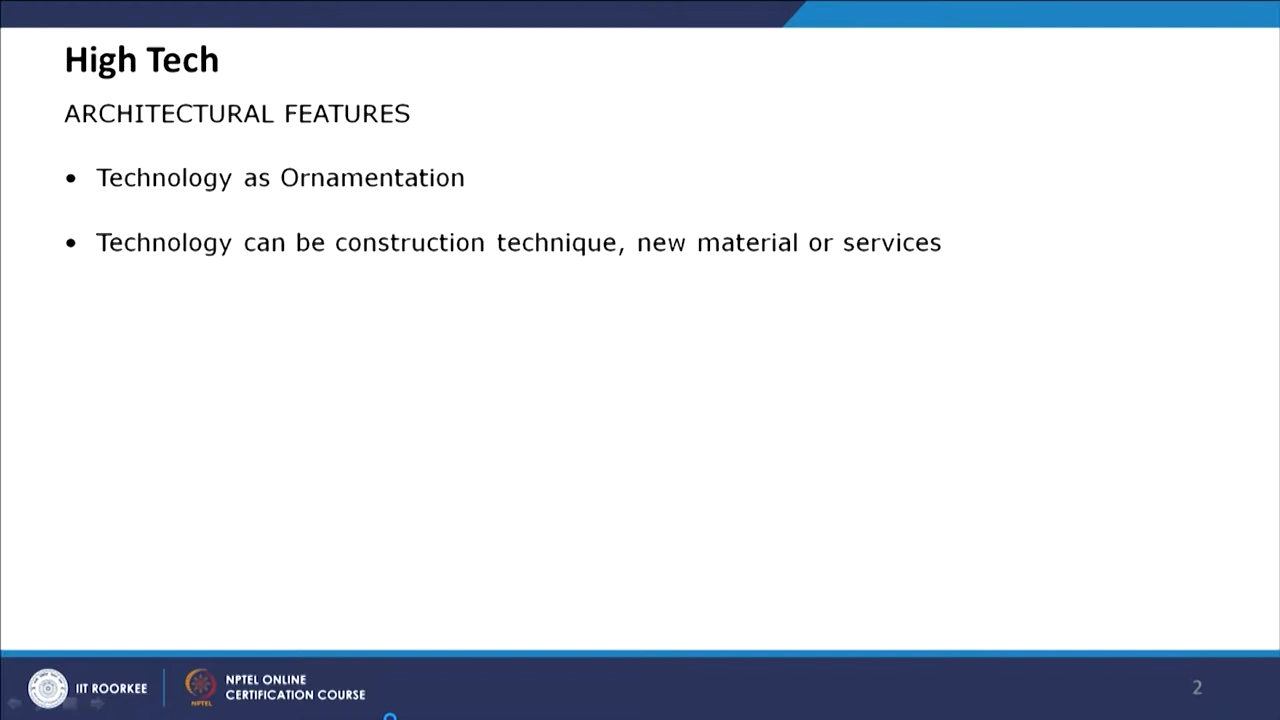 High Tech
ARCHITECTURAL FEATURES
• Technology as Ornamentation
• Technology can be construction technique, new material or services
IIT ROORKEE
NPTEL
NPTEL ONLINE
CERTIFICATION COURSE
2